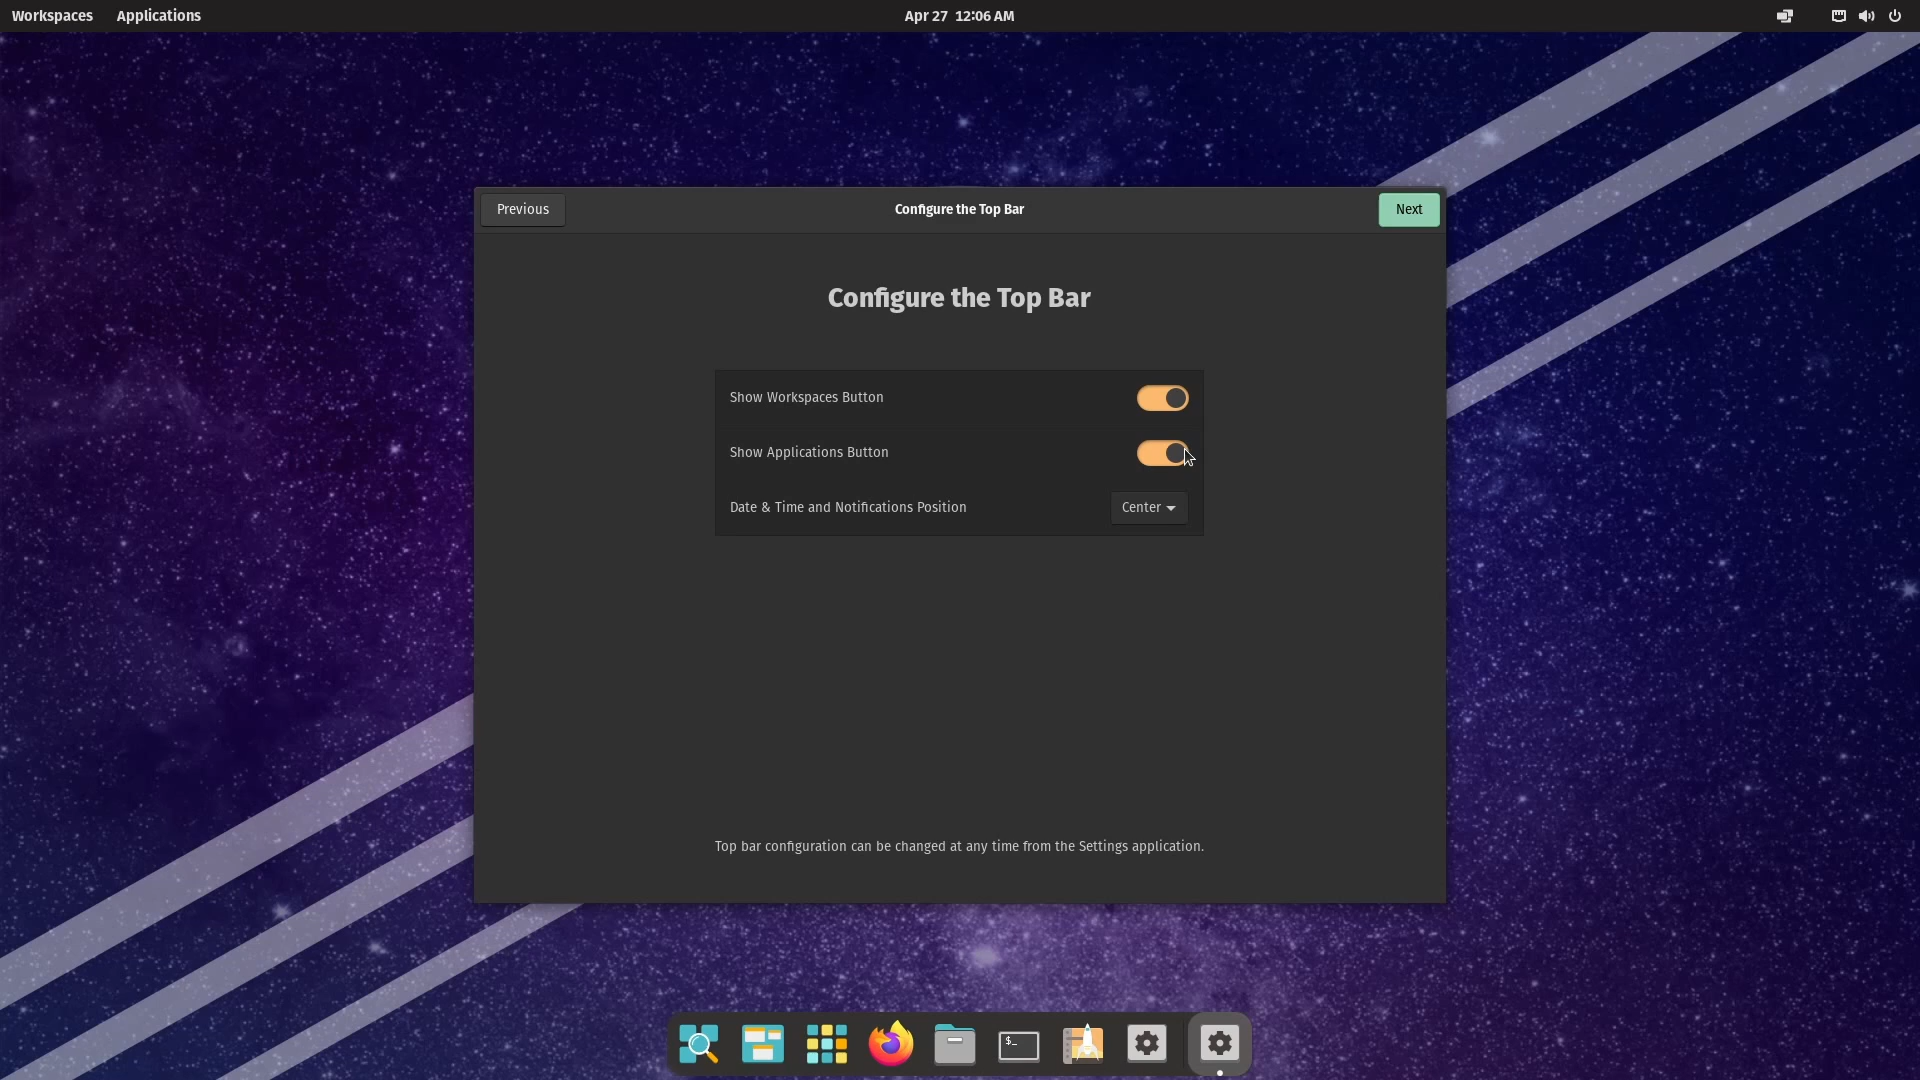 Workspaces Applications Apr 27 12:06 AM
Previous Configure the Top Bar Next
Configure the Top Bar
Show Workspaces Button
Show Applications Button
Date & Time and Notifications Position Center
Top bar configuration can be changed at any time from the Settings application.
$_